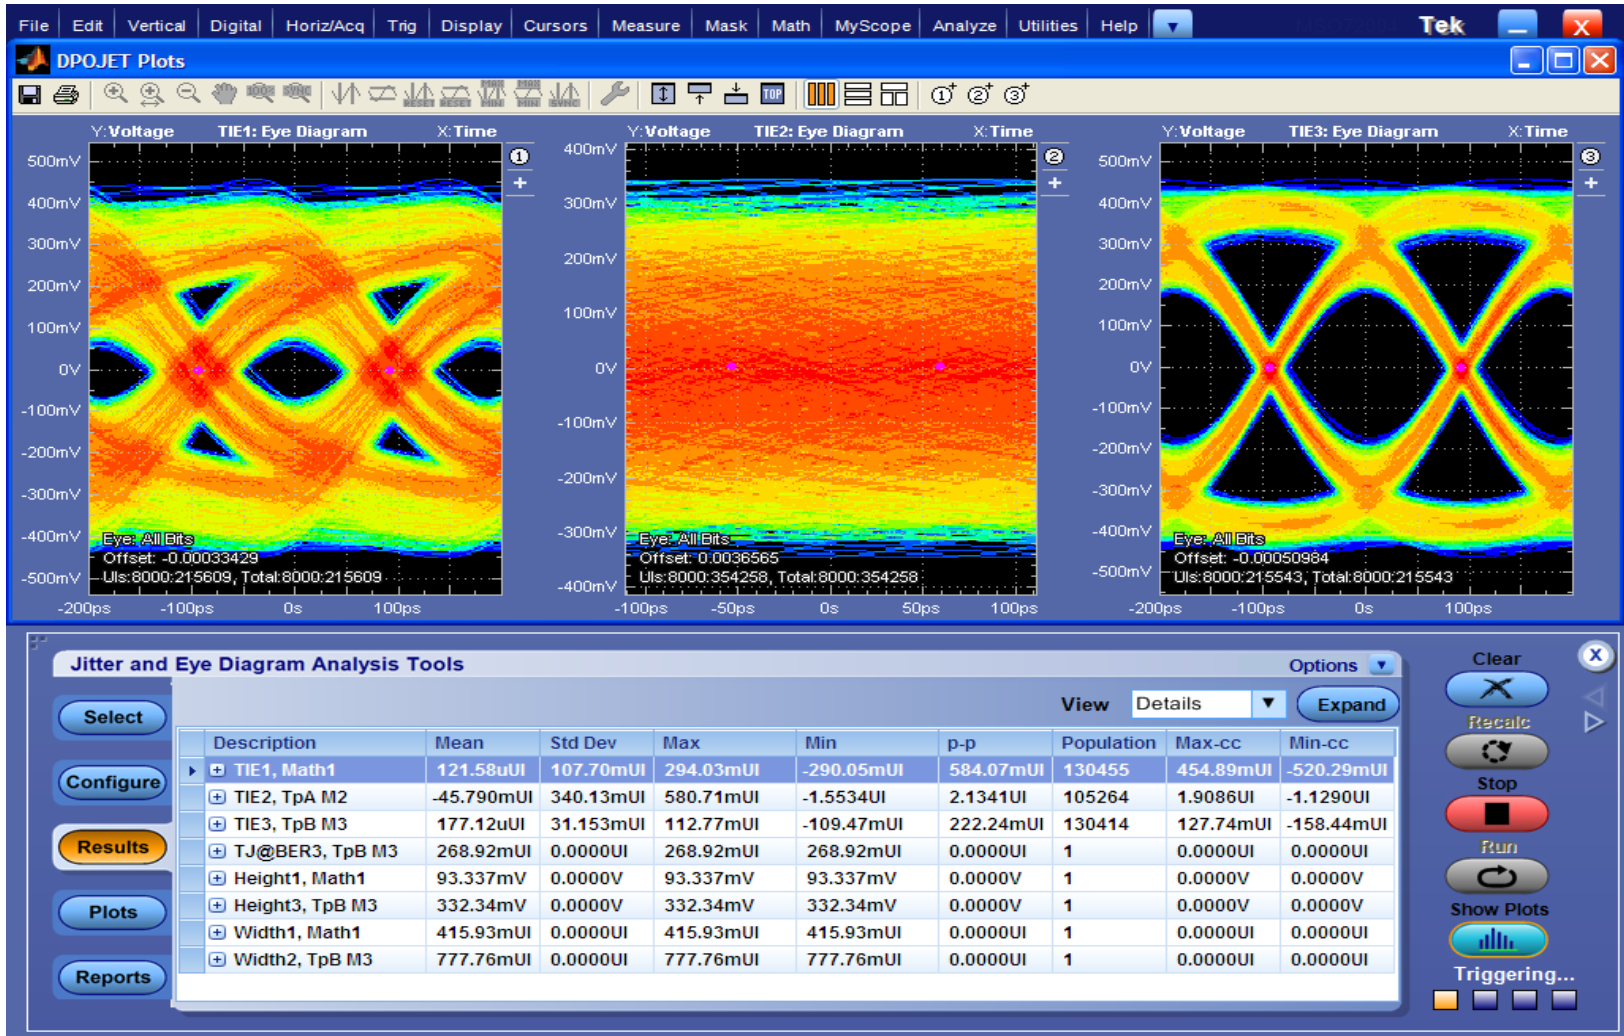 File Edit Vertical Digital Horiz/Acq Trig Display Cursors Measure Mask Math MyScope Analyze Utilities Help Tek
DPOJET Plots
Y:Voltage TIE1: Eye Diagram X:Time
500mV
400mV
300mV
200mV
100mV
0V
-100mV
-200mV
-300mV
-400mV
-500mV
Eye: All Bits
Offset: -0.00033429
UIs:8000:215609, Total:8000:215609
-200ps -100ps 0s 100ps
1
+
Y:Voltage TIE2: Eye Diagram X:Time
400mV
300mV
200mV
100mV
0V
-100mV
-200mV
-300mV
-400mV
Eye: All Bits
Offset: 0.0036565
UIs:8000:354258, Total:8000:354258
-100ps -50ps 0s 50ps 100ps
2
+
Y:Voltage TIE3: Eye Diagram X:Time
500mV
400mV
300mV
200mV
100mV
0V
-100mV
-200mV
-300mV
-400mV
-500mV
Eye: All Bits
Offset: -0.00050984
UIs:8000:215543, Total:8000:215543
-200ps -100ps 0s 100ps
3
+
Jitter and Eye Diagram Analysis Tools Options
View Details Expand
Select
Configure
Results
Plots
Reports
Description Mean Std Dev Max Min p-p Population Max-cc Min-cc
TIE1, Math1 121.58uUI 107.70mUI 294.03mUI -290.05mUI 584.07mUI 130455 454.89mUI -520.29mUI
TIE2, TpA M2 -45.790mUI 340.13mUI 580.71mUI -1.5534UI 2.1341UI 105264 1.9086UI -1.1290UI
TIE3, TpB M3 177.12uUI 31.153mUI 112.77mUI -109.47mUI 222.24mUI 130414 127.74mUI -158.44mUI
TJ@BER3, TpB M3 268.92mUI 0.0000UI 268.92mUI 268.92mUI 0.0000UI 1 0.0000UI 0.0000UI
Height1, Math1 93.337mV 0.0000V 93.337mV 93.337mV 0.0000V 1 0.0000V 0.0000V
Height3, TpB M3 332.34mV 0.0000V 332.34mV 332.34mV 0.0000V 1 0.0000V 0.0000V
Width1, Math1 415.93mUI 0.0000UI 415.93mUI 415.93mUI 0.0000UI 1 0.0000UI 0.0000UI
Width2, TpB M3 777.76mUI 0.0000UI 777.76mUI 777.76mUI 0.0000UI 1 0.0000UI 0.0000UI
Clear
Recalc
Stop
Run
Show Plots
Triggering...